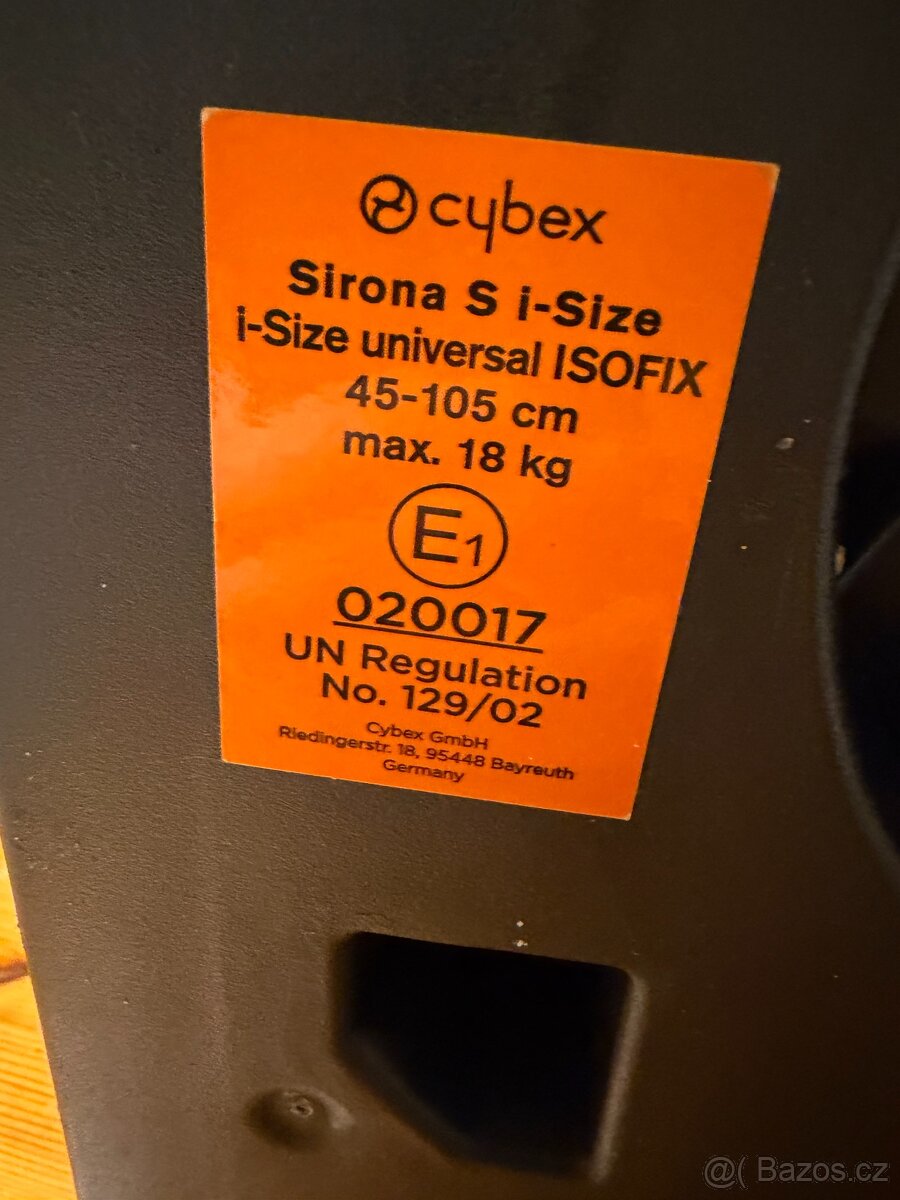 cybex
Sirona S i-Size
i-Size universal ISOFIX
45-105 cm
max. 18 kg
E1
020017
UN Regulation
No. 129/02
Cybex GmbH
Riedingerstr. 18, 95448 Bayreuth
Germany
@( Bazos.cz